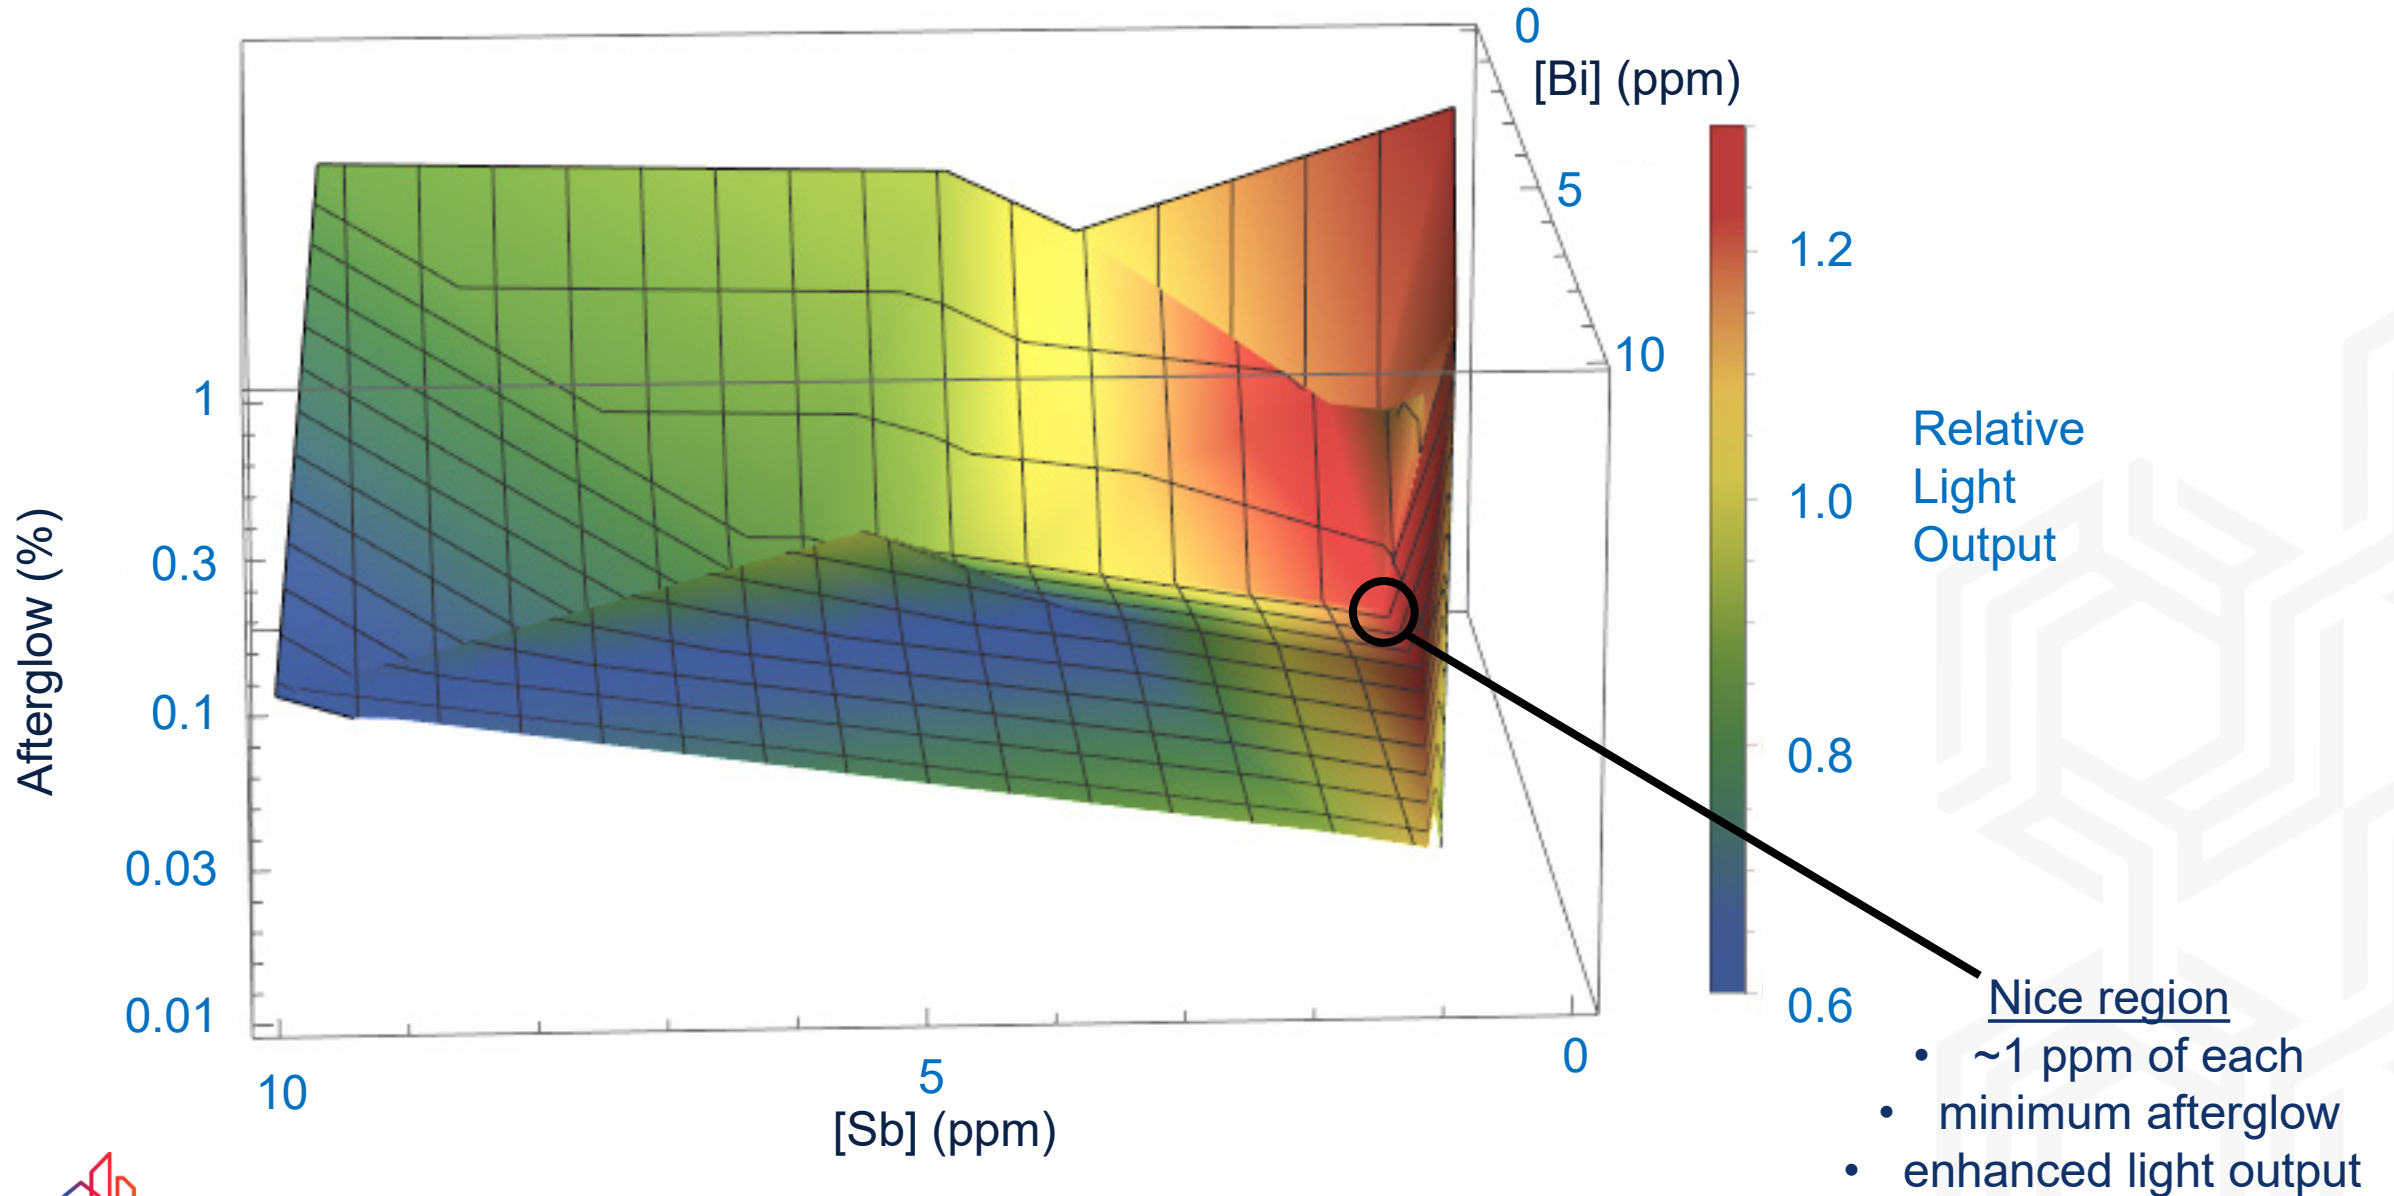 0
[Bi] (ppm)
5
10
1.2
1.0
0.8
0.6
Relative
Light
Output
Afterglow (%)
1
0.3
0.1
0.03
0.01
10
5
0
[Sb] (ppm)
Nice region
• ~1 ppm of each
• minimum afterglow
• enhanced light output